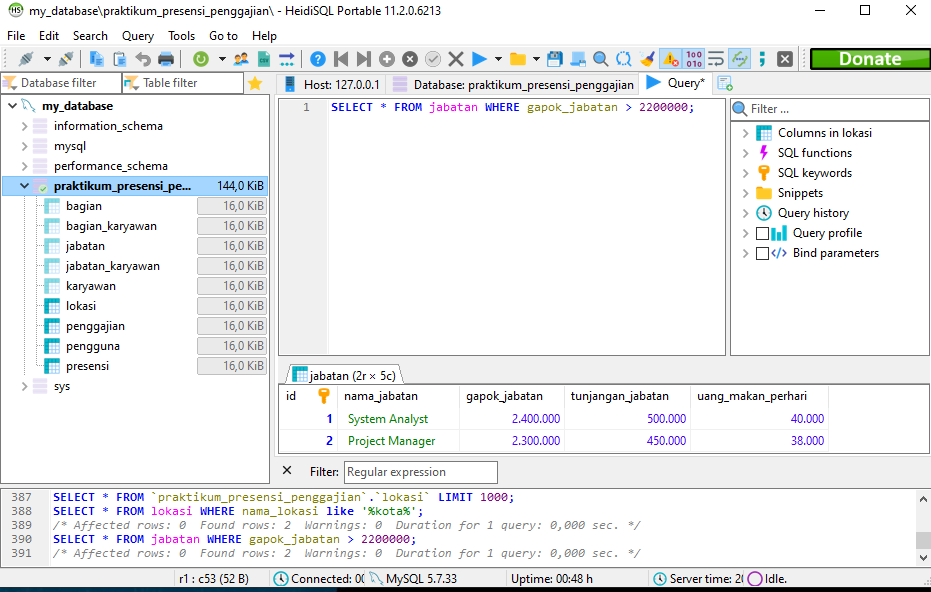 my_database\praktikum_presensi_penggajian\ - HeidiSQL Portable 11.2.0.6213
File Edit Search Query Tools Go to Help
Donate
Database filter Table filter
my_database
information_schema
mysql
performance_schema
praktikum_presensi_pe... 144,0 KiB
bagian 16,0 KiB
bagian_karyawan 16,0 KiB
jabatan 16,0 KiB
jabatan_karyawan 16,0 KiB
karyawan 16,0 KiB
lokasi 16,0 KiB
penggajian 16,0 KiB
pengguna 16,0 KiB
presensi 16,0 KiB
sys
Host: 127.0.0.1 Database: praktikum_presensi_penggajian Query*
1 SELECT * FROM jabatan WHERE gapok_jabatan > 2200000;
Filter ...
Columns in lokasi
SQL functions
SQL keywords
Snippets
Query history
Query profile
Bind parameters
jabatan (2r × 5c)
id nama_jabatan gapok_jabatan tunjangan_jabatan uang_makan_perhari
1 System Analyst 2.400.000 500.000 40.000
2 Project Manager 2.300.000 450.000 38.000
Filter: Regular expression
387 SELECT * FROM `praktikum_presensi_penggajian`.`lokasi` LIMIT 1000;
388 SELECT * FROM lokasi WHERE nama_lokasi like '%kota%';
389 /* Affected rows: 0 Found rows: 2 Warnings: 0 Duration for 1 query: 0,000 sec. */
390 SELECT * FROM jabatan WHERE gapok_jabatan > 2200000;
391 /* Affected rows: 0 Found rows: 2 Warnings: 0 Duration for 1 query: 0,000 sec. */
r1 : c53 (52 B) Connected: 00 MySQL 5.7.33 Uptime: 00:48 h Server time: 20 Idle.